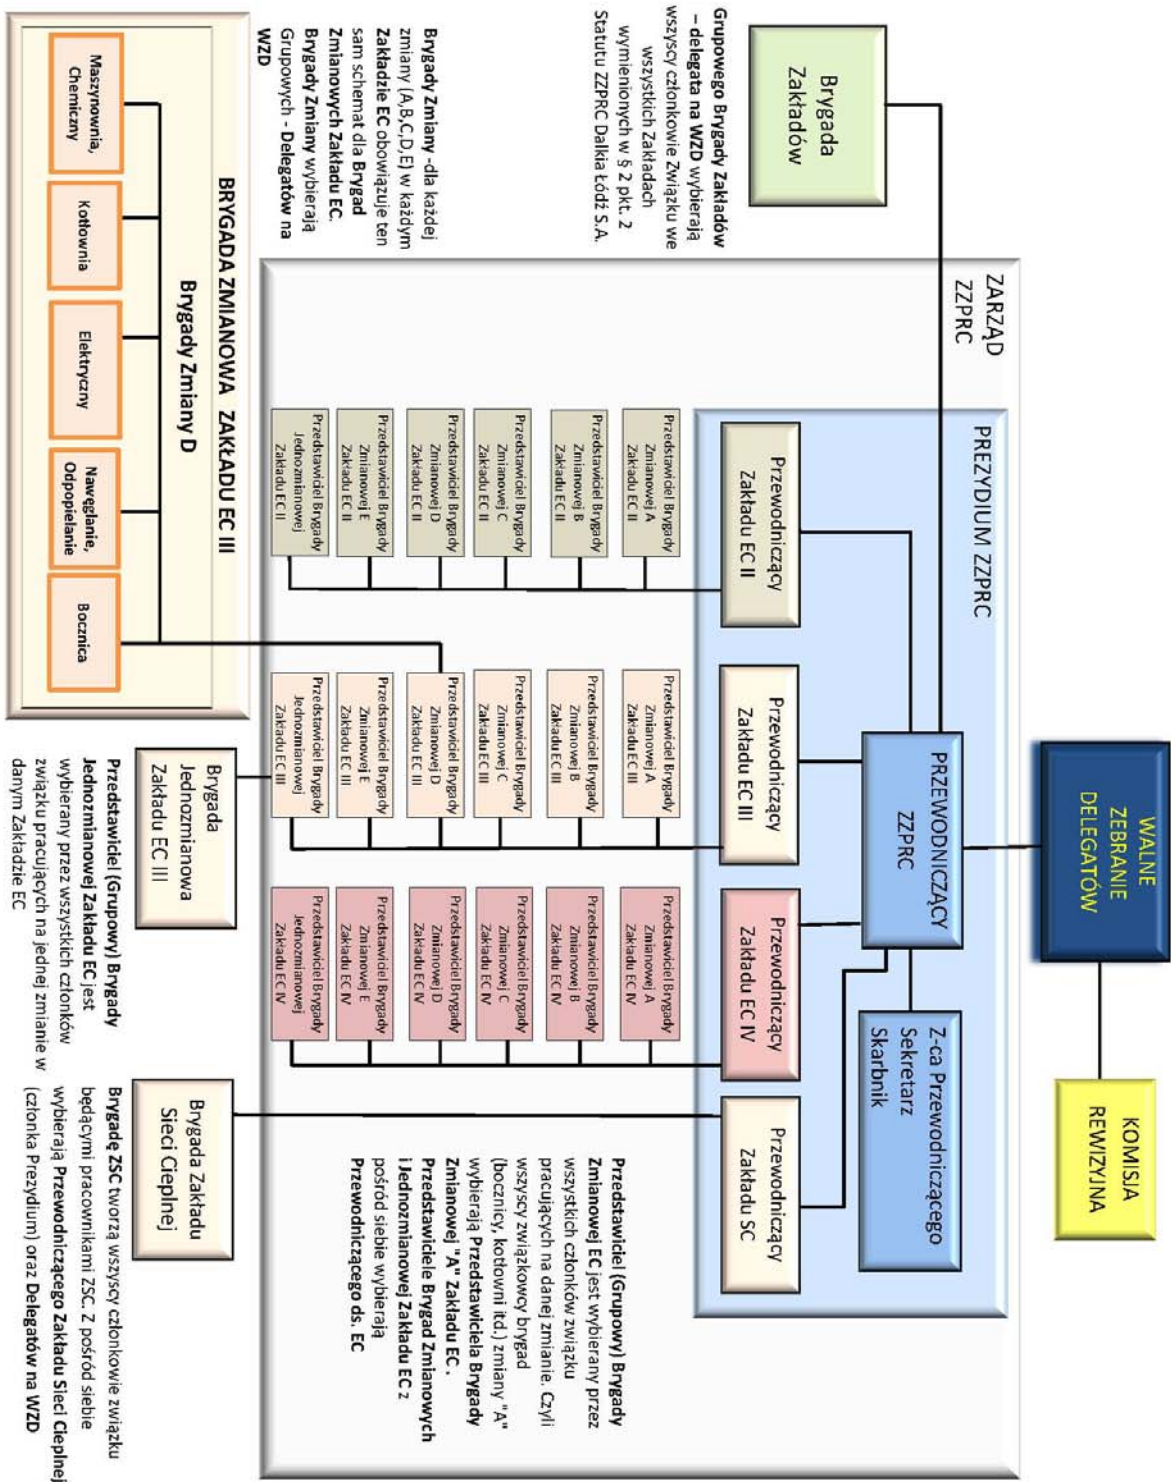 WALNE
ZEBRANIE
DELEGATÓW
KOMISJA
REWIZYJNA
Brygada
Zakładów
Grupowego Brygady Zakładów
– delegata na WZD wybierają
wszyscy członkowie Związku we
wszystkich Zakładach
wymienionych w § 2 pkt. 2
Statutu ZZPRC Dalkia Łódź S.A.
ZARZĄD
ZZPRC
PREZYDIUM ZZPRC
PRZEWODNICZĄCY
ZZPRC
Z-ca Przewodniczącego
Sekretarz
Skarbnik
Przewodniczący
Zakładu EC II
Przewodniczący
Zakładu EC III
Przewodniczący
Zakładu EC IV
Przewodniczący
Zakładu SC
Przedstawiciel Brygady
Zmianowej A
Zakładu EC II
Przedstawiciel Brygady
Zmianowej B
Zakładu EC II
Przedstawiciel Brygady
Zmianowej C
Zakładu EC II
Przedstawiciel Brygady
Zmianowej D
Zakładu EC II
Przedstawiciel Brygady
Zmianowej E
Zakładu EC II
Przedstawiciel Brygady
Jednozmianowej
Zakładu EC II
Przedstawiciel Brygady
Zmianowej A
Zakładu EC III
Przedstawiciel Brygady
Zmianowej B
Zakładu EC III
Przedstawiciel Brygady
Zmianowej C
Zakładu EC III
Przedstawiciel Brygady
Zmianowej D
Zakładu EC III
Przedstawiciel Brygady
Zmianowej E
Zakładu EC III
Przedstawiciel Brygady
Jednozmianowej
Zakładu EC III
Przedstawiciel Brygady
Zmianowej A
Zakładu EC IV
Przedstawiciel Brygady
Zmianowej B
Zakładu EC IV
Przedstawiciel Brygady
Zmianowej C
Zakładu EC IV
Przedstawiciel Brygady
Zmianowej D
Zakładu EC IV
Przedstawiciel Brygady
Zmianowej E
Zakładu EC IV
Przedstawiciel Brygady
Jednozmianowej
Zakładu EC IV
Przedstawiciel (Grupowy) Brygady
Zmianowej EC jest wybierany przez
wszystkich członków związku
pracujących na danej zmianie. Czyli
wszyscy związkowcy brygad
(bocznicy, kotłowni itd.) zmiany "A"
wybierają Przedstawiciela Brygady
Zmianowej "A" Zakładu EC .
Przedstawiciele Brygad Zmianowych
i Jednozmianowej Zakładu EC z
pośród siebie wybierają
Przewodniczącego ds. EC
Brygady Zmiany -dla każdej
zmiany (A,B,C,D,E) w każdym
Zakładzie EC obowiązuje ten
sam schemat dla Brygad
Zmianowych Zakładu EC.
Brygady Zmiany wybierają
Grupowych - Delegatów na
WZD
BRYGADA ZMIANOWA ZAKŁADU EC III
Brygady Zmiany D
Maszynownia,
Chemiczny
Kotłownia
Elektryczny
Nawęglanie,
Odpopielanie
Bocznica
Brygada
Jednozmianowa
Zakładu EC III
Przedstawiciel (Grupowy) Brygady
Jednozmianowej Zakładu EC jest
wybierany przez wszystkich członków
związku pracujących na jednej zmianie w
danym Zakładzie EC
Brygada Zakładu
Sieci Cieplnej
Brygadę ZSC tworzą wszyscy członkowie związku
będącymi pracownikami ZSC. Z pośród siebie
wybierają Przewodniczącego Zakładu Sieci Cieplnej
(członka Prezydium) oraz Delegatów na WZD